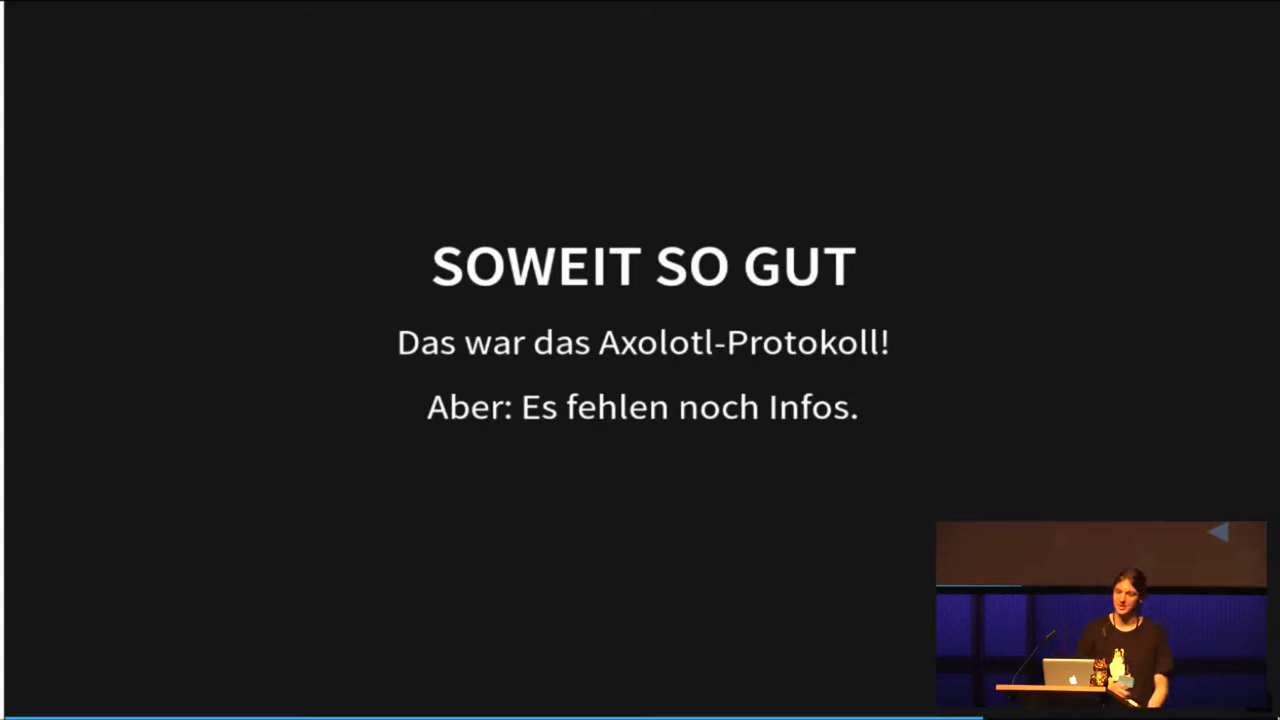 SOWEIT SO GUT
Das war das Axolotl-Protokoll!
Aber: Es fehlen noch Infos.